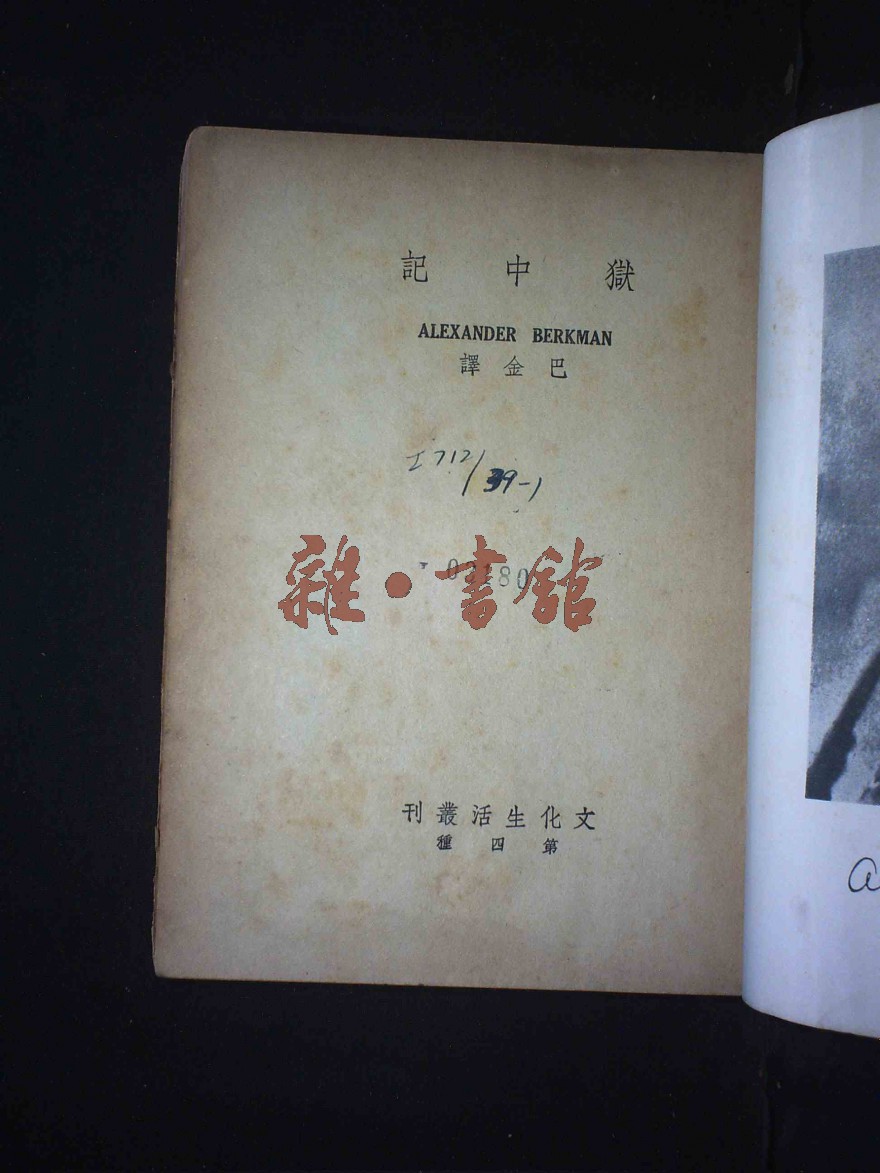 獄中記
ALEXANDER BERKMAN
巴金譯
I712/39-1
雜·書館
文化生活叢刊
第四種
a